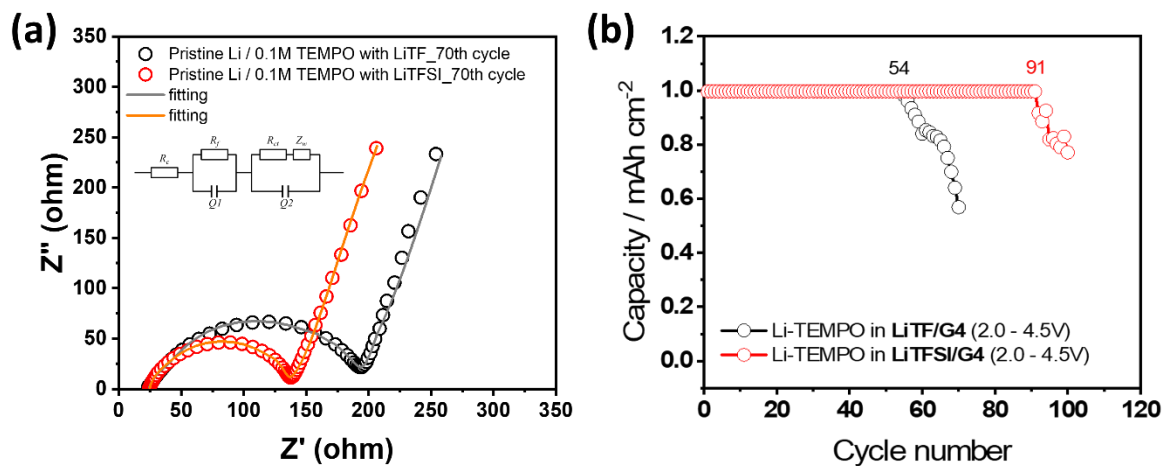 (a)
350
300
250
200
150
100
50
0
Z'' (ohm)
Pristine Li / 0.1M TEMPO with LiTF_70th cycle
Pristine Li / 0.1M TEMPO with LiTFSI_70th cycle
fitting
fitting
Rf
Rct
Zw
Q1
Q2
0 50 100 150 200 250 300 350
Z' (ohm)
(b)
1.2
1.0
0.8
0.6
0.4
0.2
0.0
Capacity / mAh cm-2
54
91
Li-TEMPO in LiTF/G4 (2.0 - 4.5V)
Li-TEMPO in LiTFSI/G4 (2.0 - 4.5V)
0 20 40 60 80 100 120
Cycle number